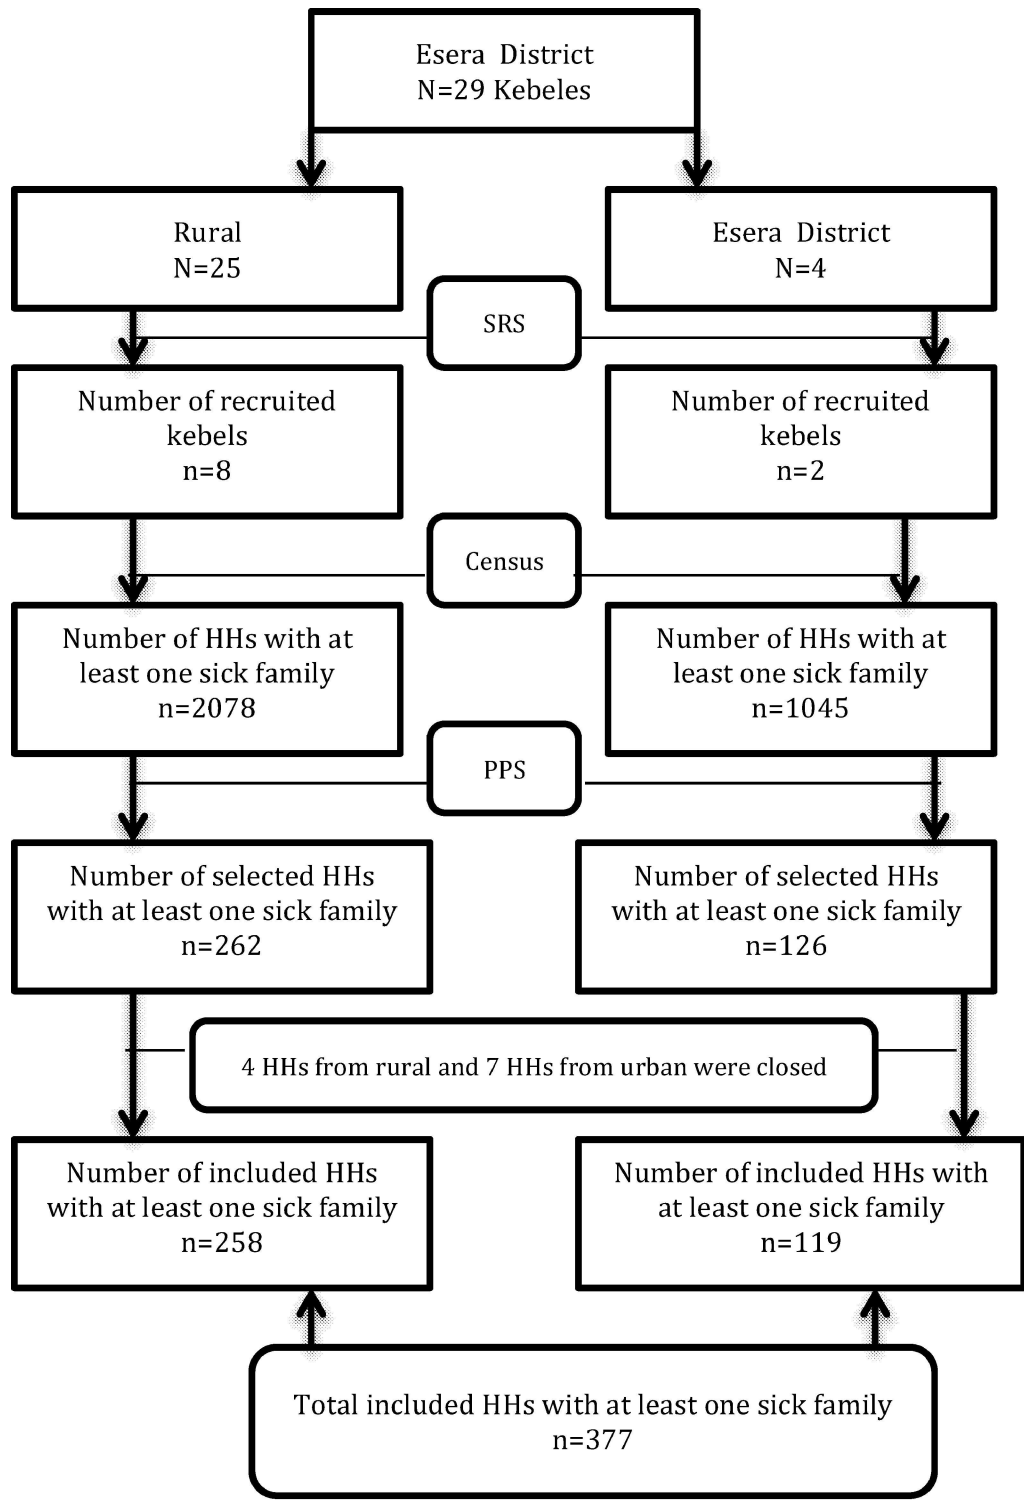 Esera District
N=29 Kebeles
Rural
N=25
Esera District
N=4
SRS
Number of recruited
kebels
n=8
Number of recruited
kebels
n=2
Census
Number of HHs with at
least one sick family
n=2078
Number of HHs with at
least one sick family
n=1045
PPS
Number of selected HHs
with at least one sick family
n=262
Number of selected HHs
with at least one sick family
n=126
4 HHs from rural and 7 HHs from urban were closed
Number of included HHs
with at least one sick family
n=258
Number of included HHs with
at least one sick family
n=119
Total included HHs with at least one sick family
n=377